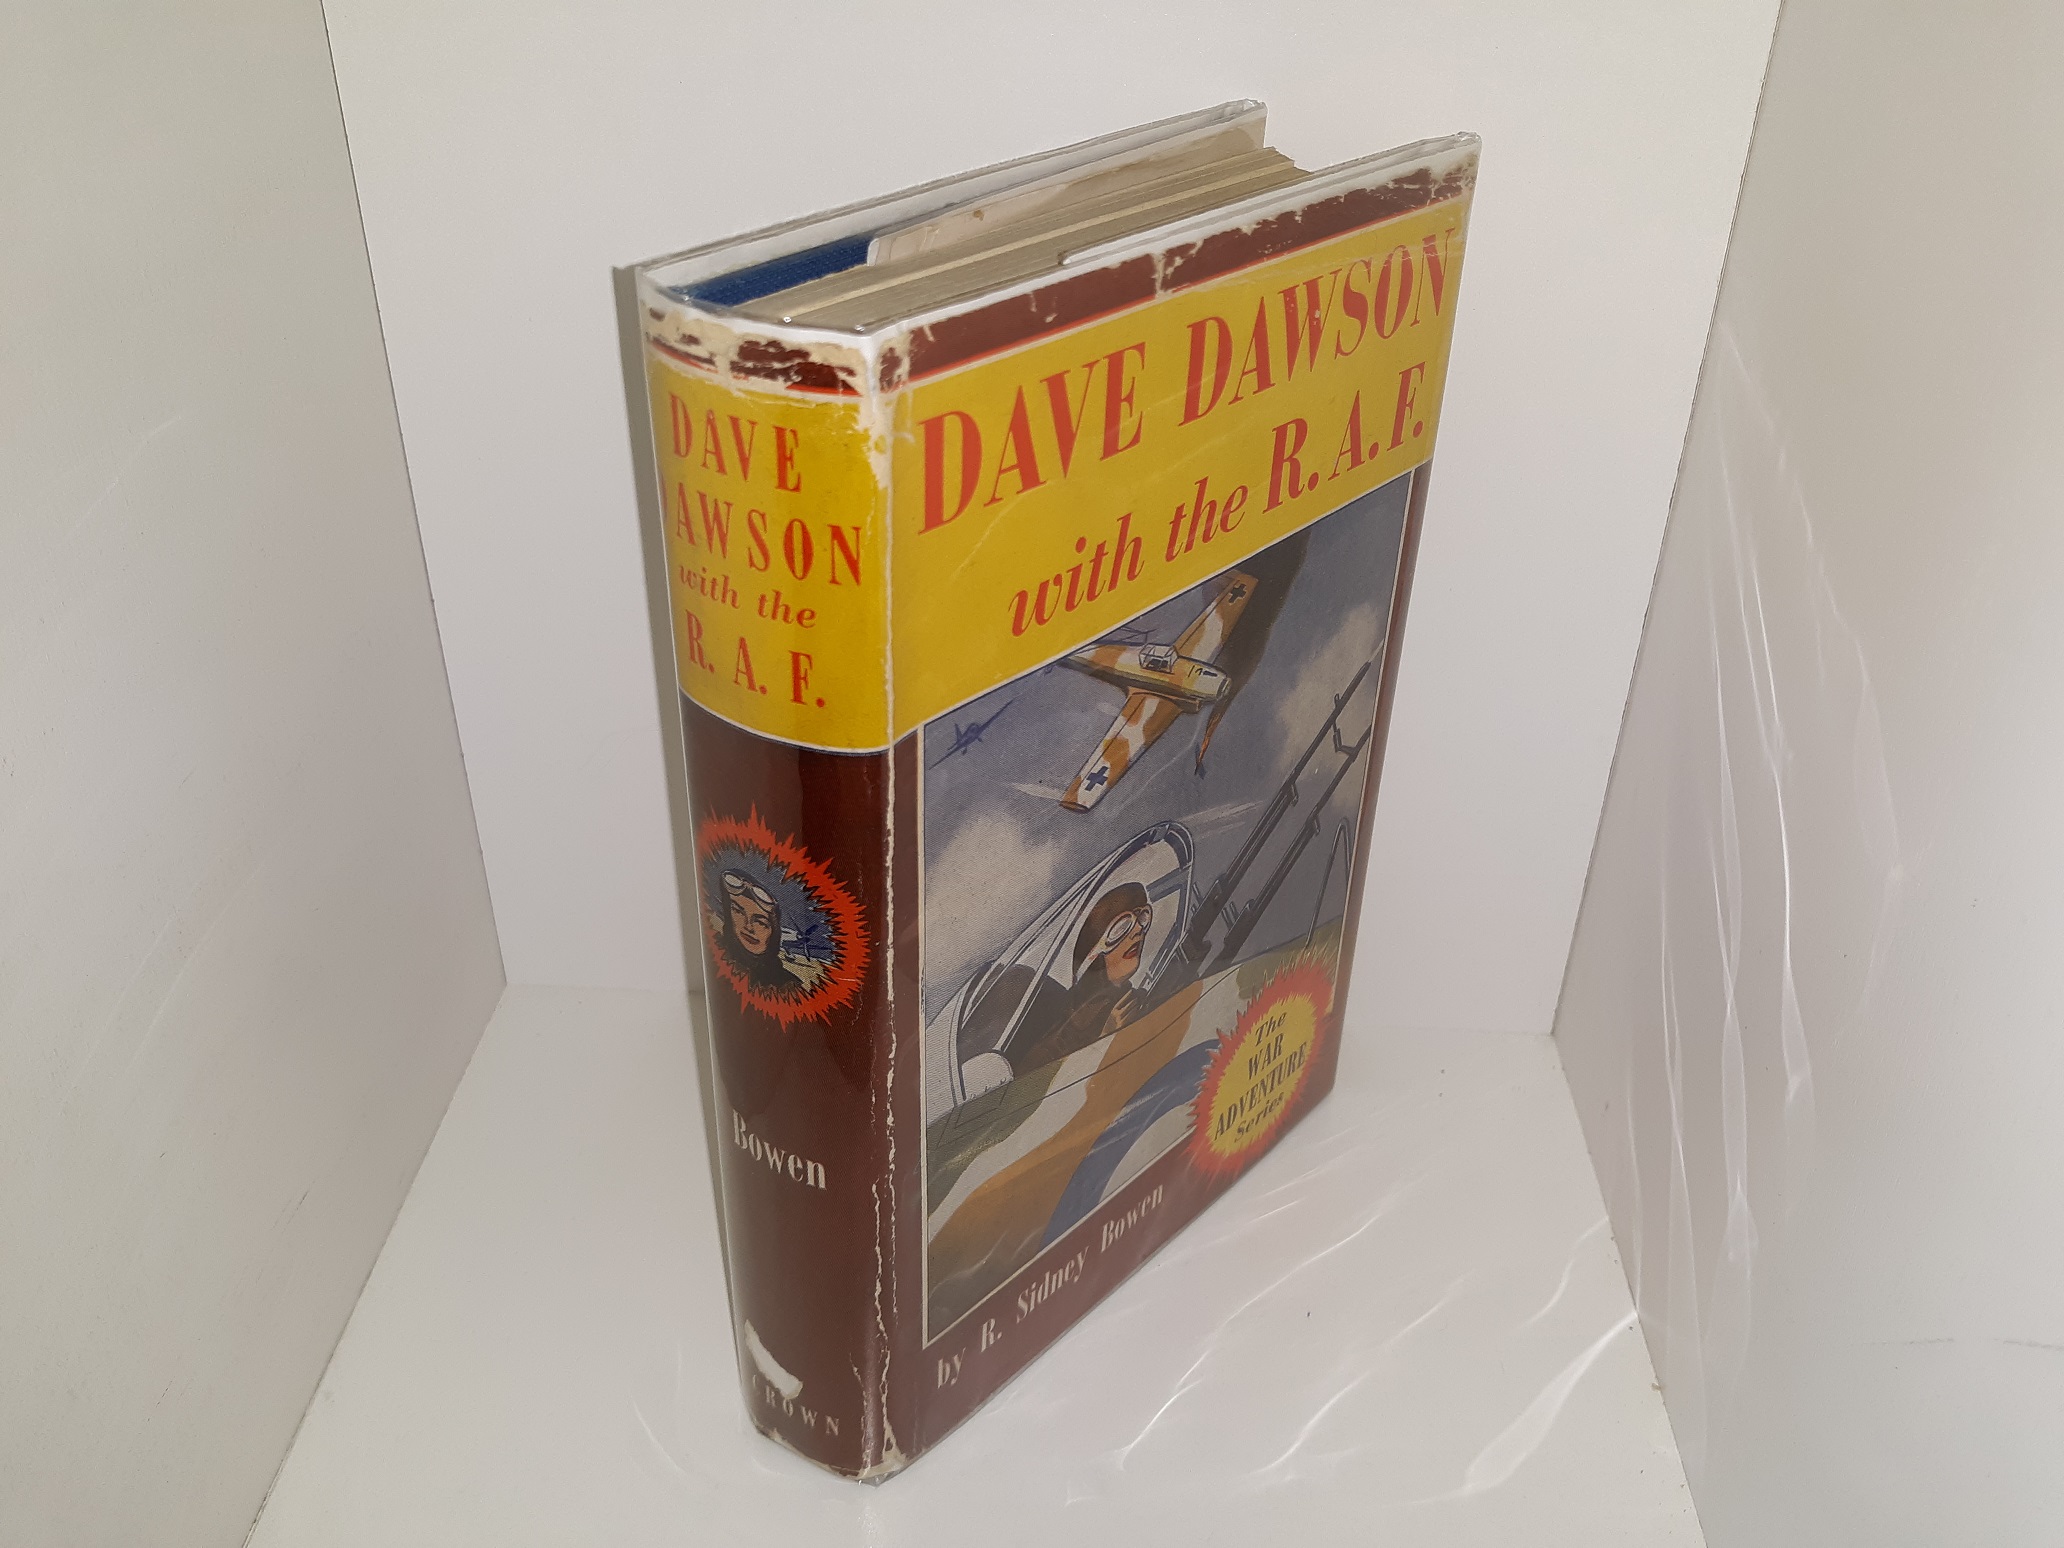 DAVE
DAWSON
with the
R. A. F.
Bowen
CROWN
DAVE DAWSON
with the R.A.F.
The
WAR
ADVENTURE
Series
by R. Sidney Bowen